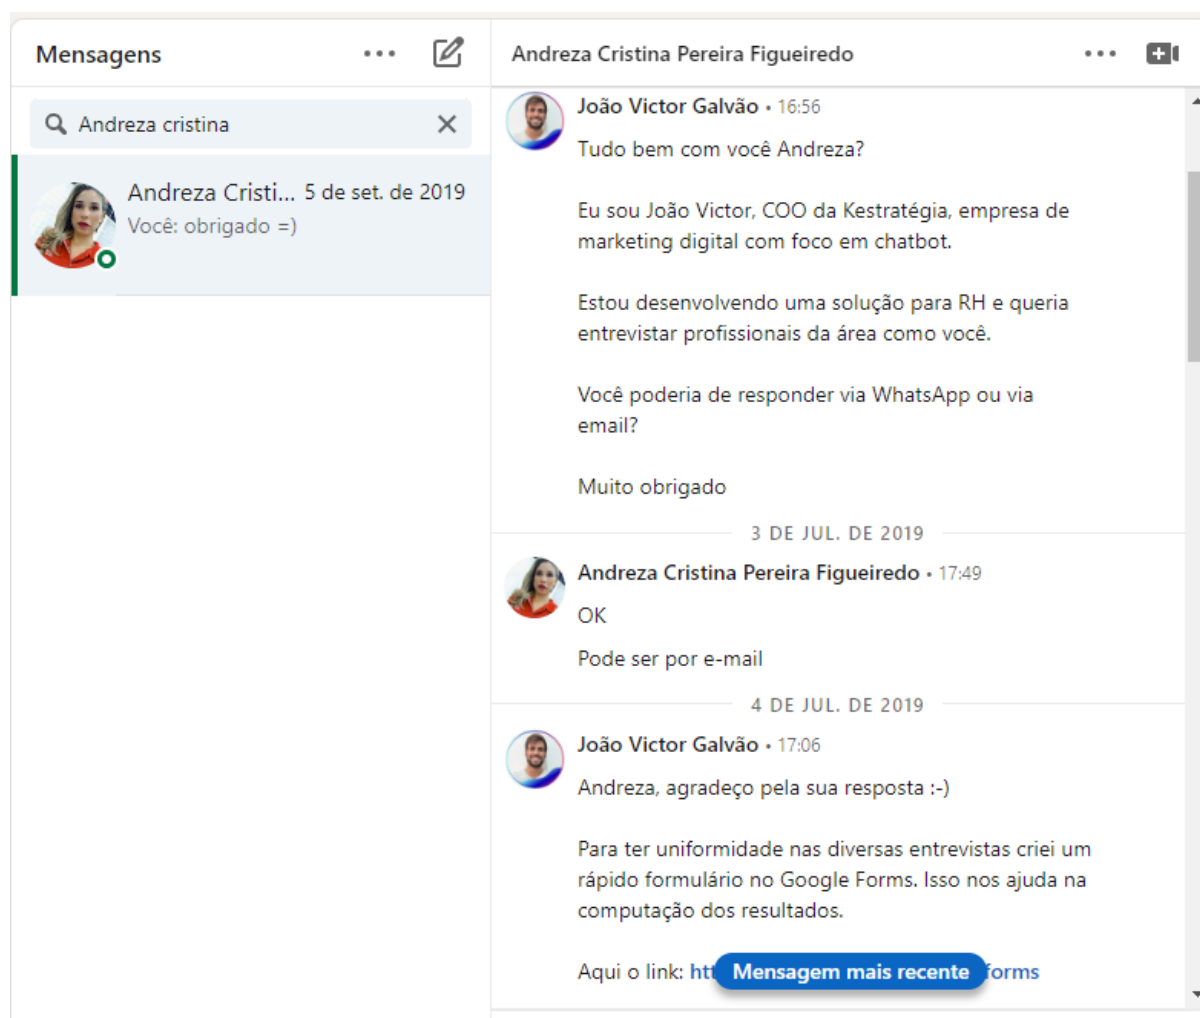 Mensagens
Andreza cristina
Andreza Cristi... 5 de set. de 2019
Você: obrigado =)
Andreza Cristina Pereira Figueiredo
João Victor Galvão • 16:56
Tudo bem com você Andreza?
Eu sou João Victor, COO da Kestratégia, empresa de
marketing digital com foco em chatbot.
Estou desenvolvendo uma solução para RH e queria
entrevistar profissionais da área como você.
Você poderia de responder via WhatsApp ou via
email?
Muito obrigado
3 DE JUL. DE 2019
Andreza Cristina Pereira Figueiredo • 17:49
OK
Pode ser por e-mail
4 DE JUL. DE 2019
João Victor Galvão • 17:06
Andreza, agradeço pela sua resposta :-)
Para ter uniformidade nas diversas entrevistas criei um
rápido formulário no Google Forms. Isso nos ajuda na
computação dos resultados.
Aqui o link: Mensagem mais recente forms